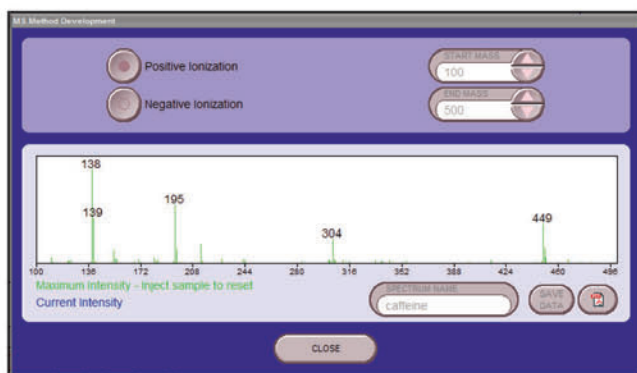 MS Method Development
Positive Ionization
START MASS
100
Negative Ionization
END MASS
500
138
139
195
304
449
100 136 172 208 244 280 316 352 388 424 460 496
Maximum Intensity - Inject sample to reset
Current Intensity
SPECTRUM NAME
caffeine
SAVE
DATA
CLOSE